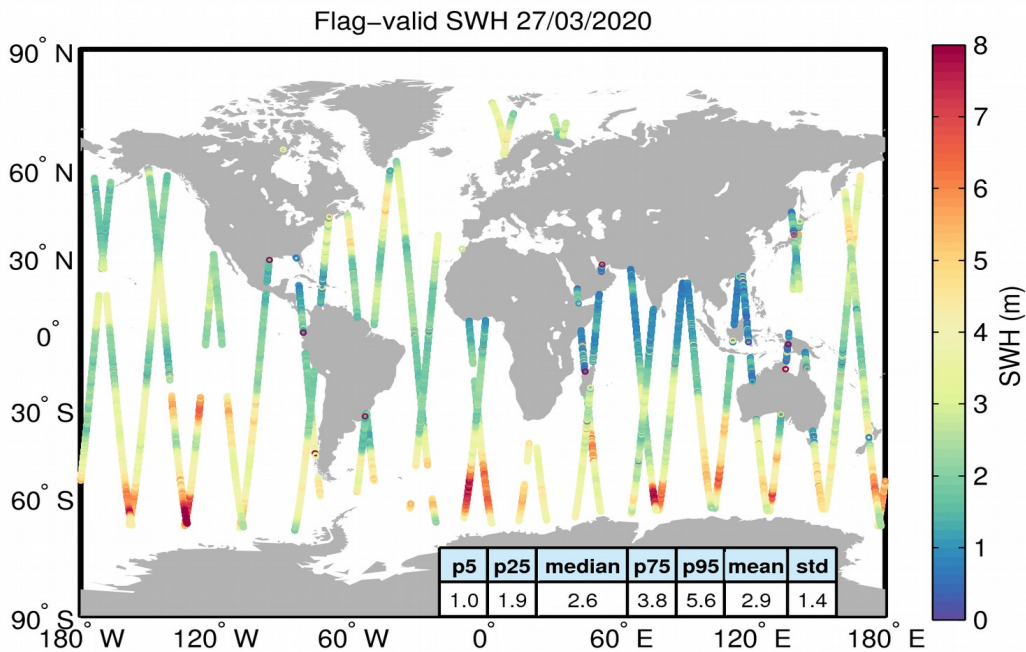 Flag−valid SWH 27/03/2020
90° N
60° N
30° N
0°
30° S
60° S
90° S
180° W
120° W
60° W
0°
60° E
120° E
180° E
p5 p25 median p75 p95 mean std
1.0 1.9 2.6 3.8 5.6 2.9 1.4
8
7
6
5
4
3
2
1
0
SWH (m)